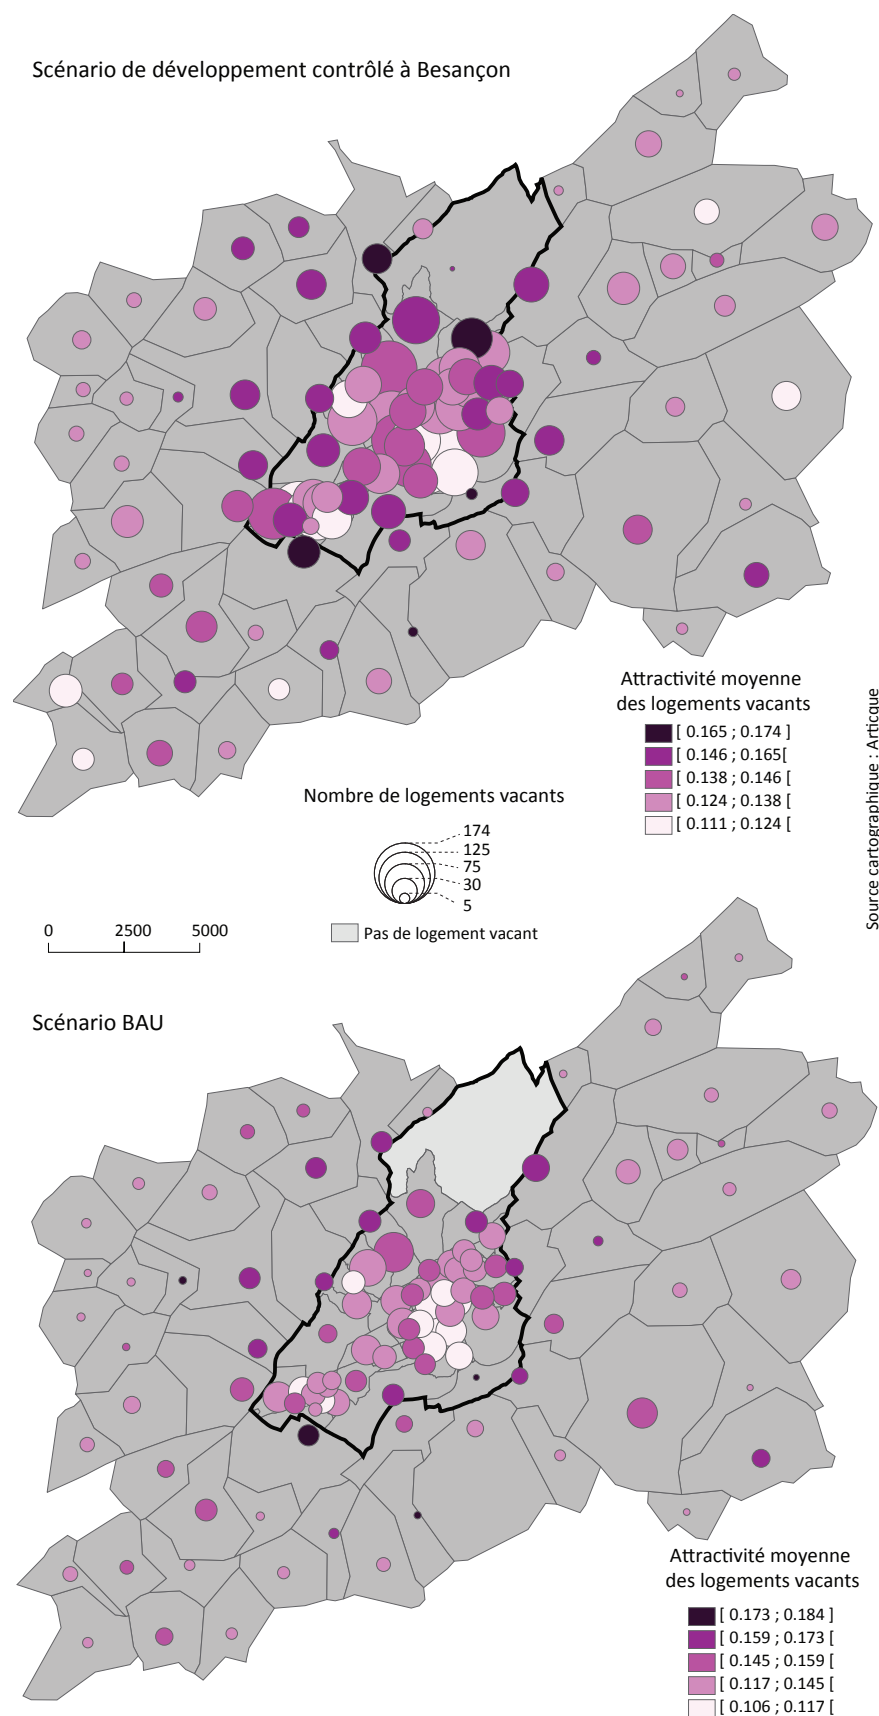 Scénario de développement contrôlé à Besançon
Attractivité moyenne
des logements vacants
[ 0.165 ; 0.174 ]
[ 0.146 ; 0.165[
[ 0.138 ; 0.146 [
[ 0.124 ; 0.138 [
[ 0.111 ; 0.124 [
Source cartographique : Articque
Nombre de logements vacants
174
125
75
30
5
Pas de logement vacant
0 2500 5000
Scénario BAU
Attractivité moyenne
des logements vacants
[ 0.173 ; 0.184 ]
[ 0.159 ; 0.173 [
[ 0.145 ; 0.159 [
[ 0.117 ; 0.145 [
[ 0.106 ; 0.117 [